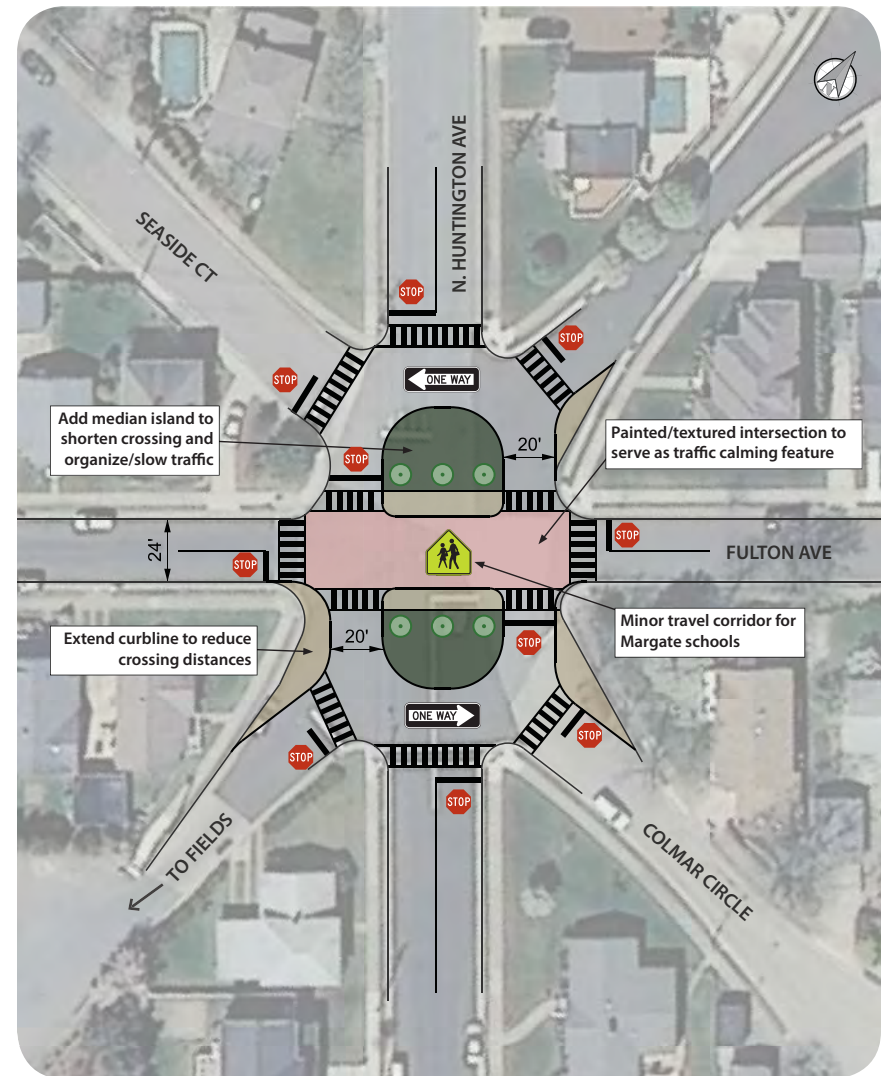 N. HUNTINGTON AVE
SEASIDE CT
STOP
STOP
STOP
ONE WAY
Add median island to
shorten crossing and
organize/slow traffic
20'
Painted/textured intersection to
serve as traffic calming feature
STOP
24'
STOP
STOP
FULTON AVE
Extend curbline to reduce
crossing distances
20'
STOP
Minor travel corridor for
Margate schools
ONE WAY
STOP
STOP
STOP
TO FIELDS
COLMAR CIRCLE